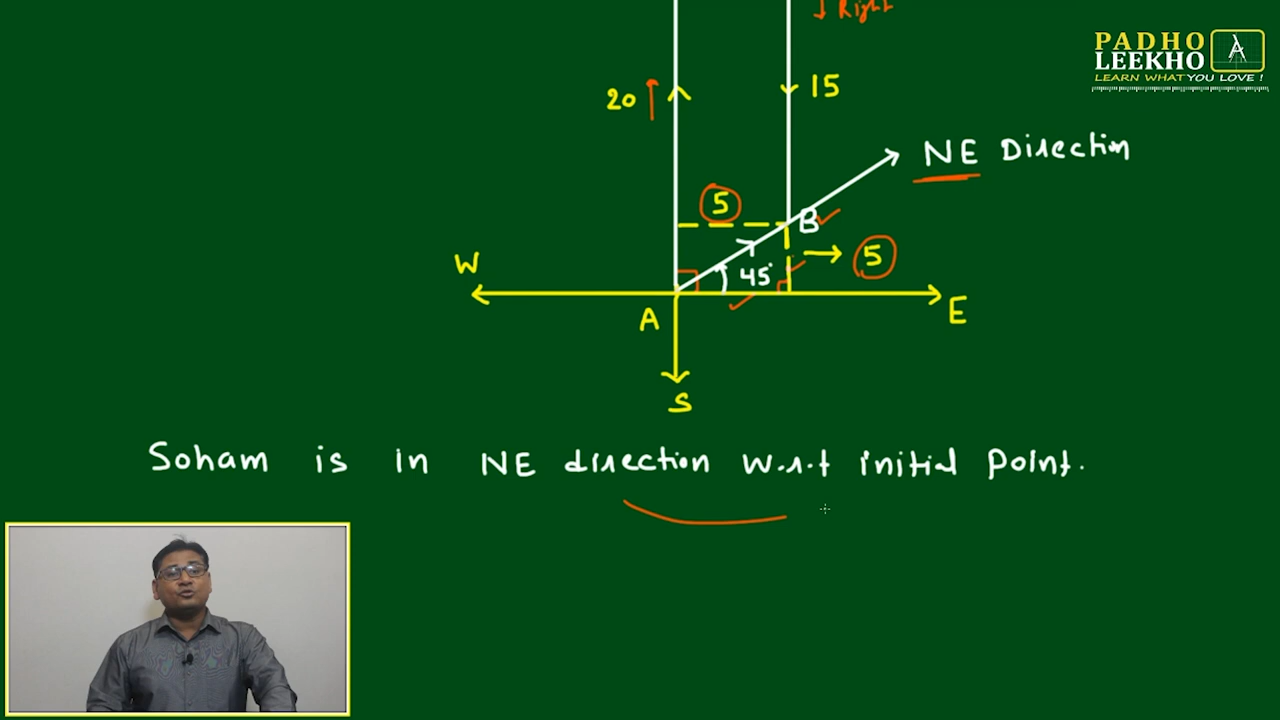 ↓ Right
PADHO
LEEKHO
LEARN WHAT YOU LOVE !
20
15
NE Direction
5
B
5
45°
W
E
A
S
Soham is in NE direction w.r.t initial point.